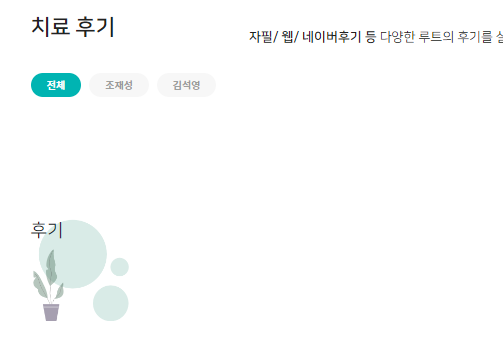 치료 후기
자필/ 웹/ 네이버후기 등 다양한 루트의 후기를
전체 조재성 김석영
후기